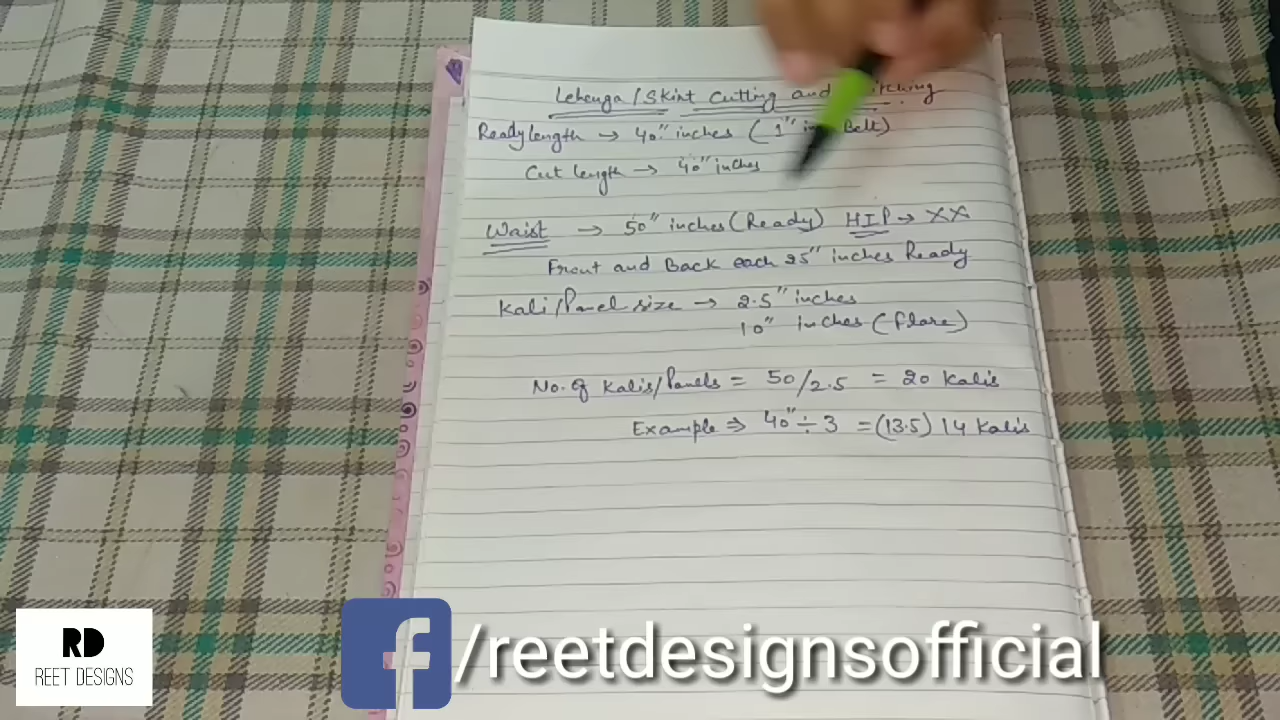 Lehenga/Skirt Cutting and
Ready length → 40" inches (1" Belt)
Cut length → 40" inches
Waist → 50" inches (Ready) HIP → XX
Front and Back each 25" inches Ready
Kali/Panel size → 2.5" inches
10" inches (flare)
No. of Kalis/Panels = 50/2.5 = 20 Kalis
Example ⇒ 40" ÷ 3 = (13.5) 14 Kalis
RD
REET DESIGNS
f/reetdesignsofficial